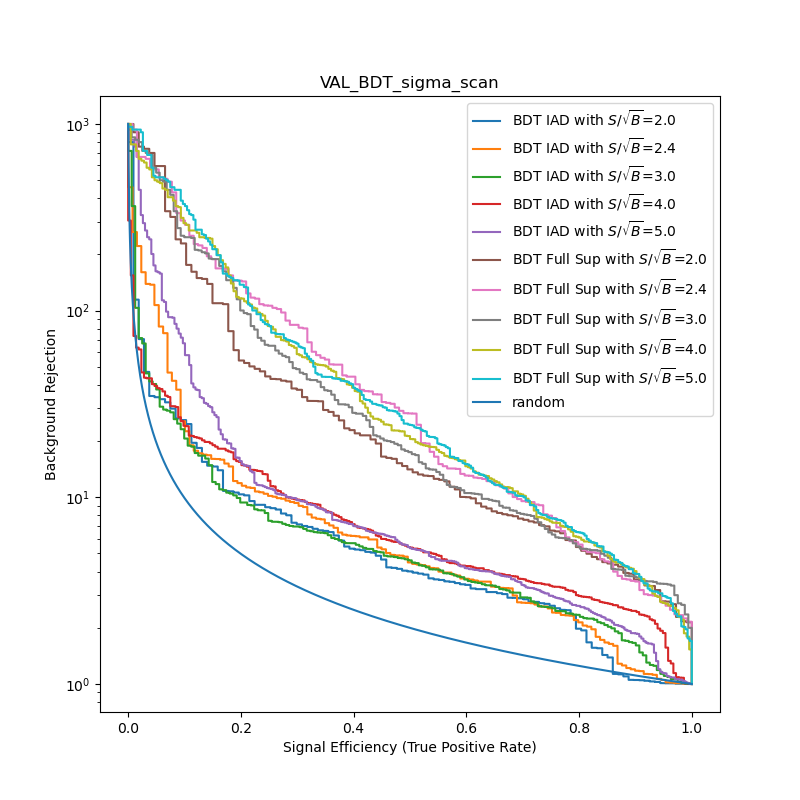 VAL_BDT_sigma_scan
BDT IAD with S/√B=2.0
BDT IAD with S/√B=2.4
BDT IAD with S/√B=3.0
BDT IAD with S/√B=4.0
BDT IAD with S/√B=5.0
BDT Full Sup with S/√B=2.0
BDT Full Sup with S/√B=2.4
BDT Full Sup with S/√B=3.0
BDT Full Sup with S/√B=4.0
BDT Full Sup with S/√B=5.0
random
Background Rejection
10³
10²
10¹
10⁰
0.0 0.2 0.4 0.6 0.8 1.0
Signal Efficiency (True Positive Rate)